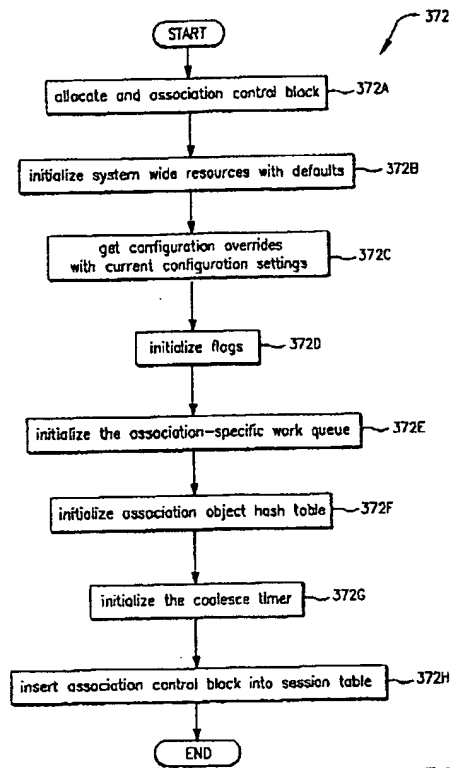 372
START
allocate and association control block
372A
initialize system wide resources with defaults
372B
get configuration overrides
with current configuration settings
372C
initialize flags
372D
initialize the association-specific work queue
372E
initialize association object hash table
372F
initialize the coalesce timer
372G
insert association control block into session table
372H
END